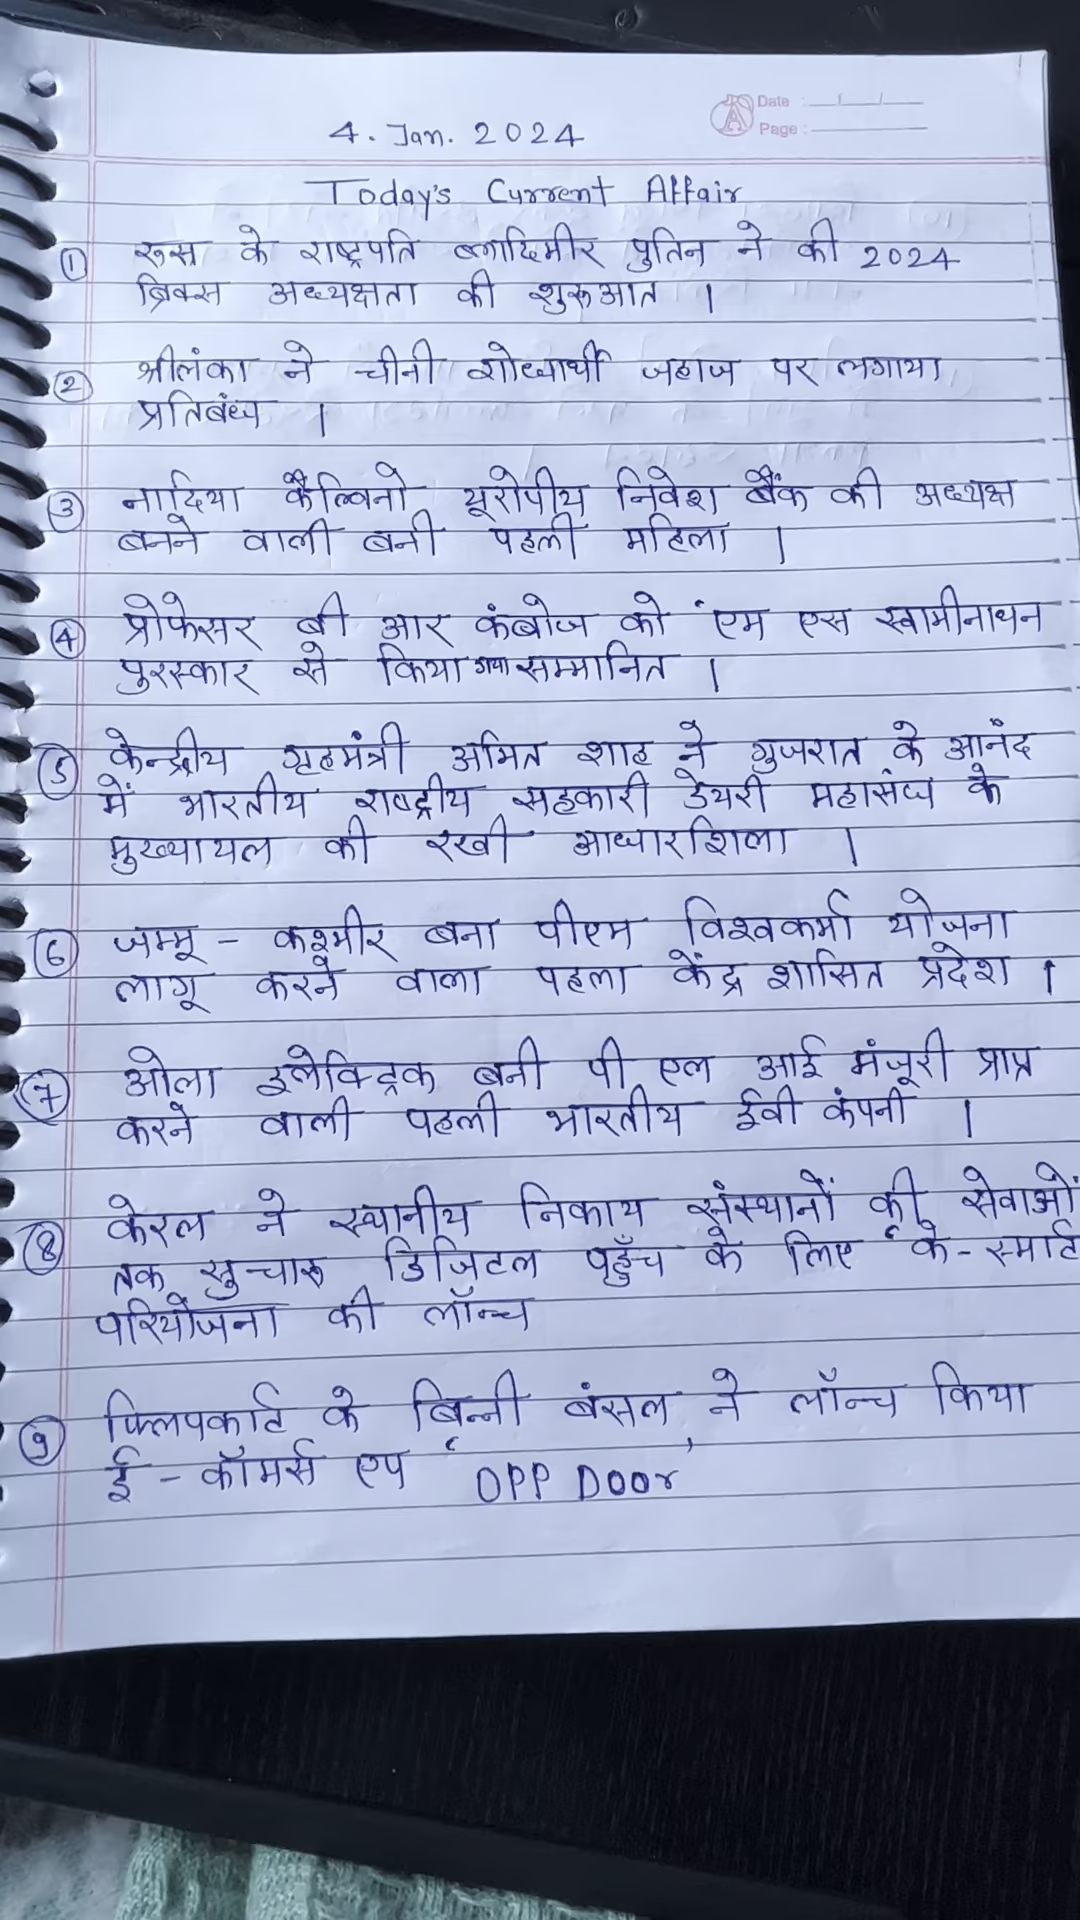 Date : __/__/__
Page :
4. Jan. 2024
Today's Current Affair
① रूस के राष्ट्रपति ब्लादिमीर पुतिन ने की 2024
ब्रिक्स अध्यक्षता की शुरूआत ।
② श्रीलंका ने चीनी शोध्यार्थी जहाज पर लगाया
प्रतिबंध ।
③ नादिया कैल्विनो यूरोपीय निवेश बैंक की अध्यक्ष
बनने वाली बनी पहली महिला ।
④ प्रोफेसर बी आर कंबोज को एम एस स्वामीनाथन
पुरस्कार से किया गया सम्मानित ।
⑤ केन्द्रीय गृहमंत्री अमित शाह ने गुजरात के आनंद
में भारतीय राष्ट्रीय सहकारी डेयरी महासंघ के
मुख्यायल की रखी आधारशिला ।
⑥ जम्मू - कश्मीर बना पीएम विश्वकर्मा योजना
लागू करने वाला पहला केंद्र शासित प्रदेश ।
⑦ ओला इलेक्ट्रिक बनी पी एल आई मंजूरी प्राप्त
करने वाली पहली भारतीय ईवी कंपनी ।
⑧ केरल ने स्थानीय निकाय संस्थानों की सेवाओं
तक सुचारू डिजिटल पहुँच के लिए ‘के-स्मार्ट
परियोजना की लॉन्च
⑨ फ्लिपकार्ट के बिन्नी बंसल ने लॉन्च किया
ई - कॉमर्स एप ‘OPP Door’